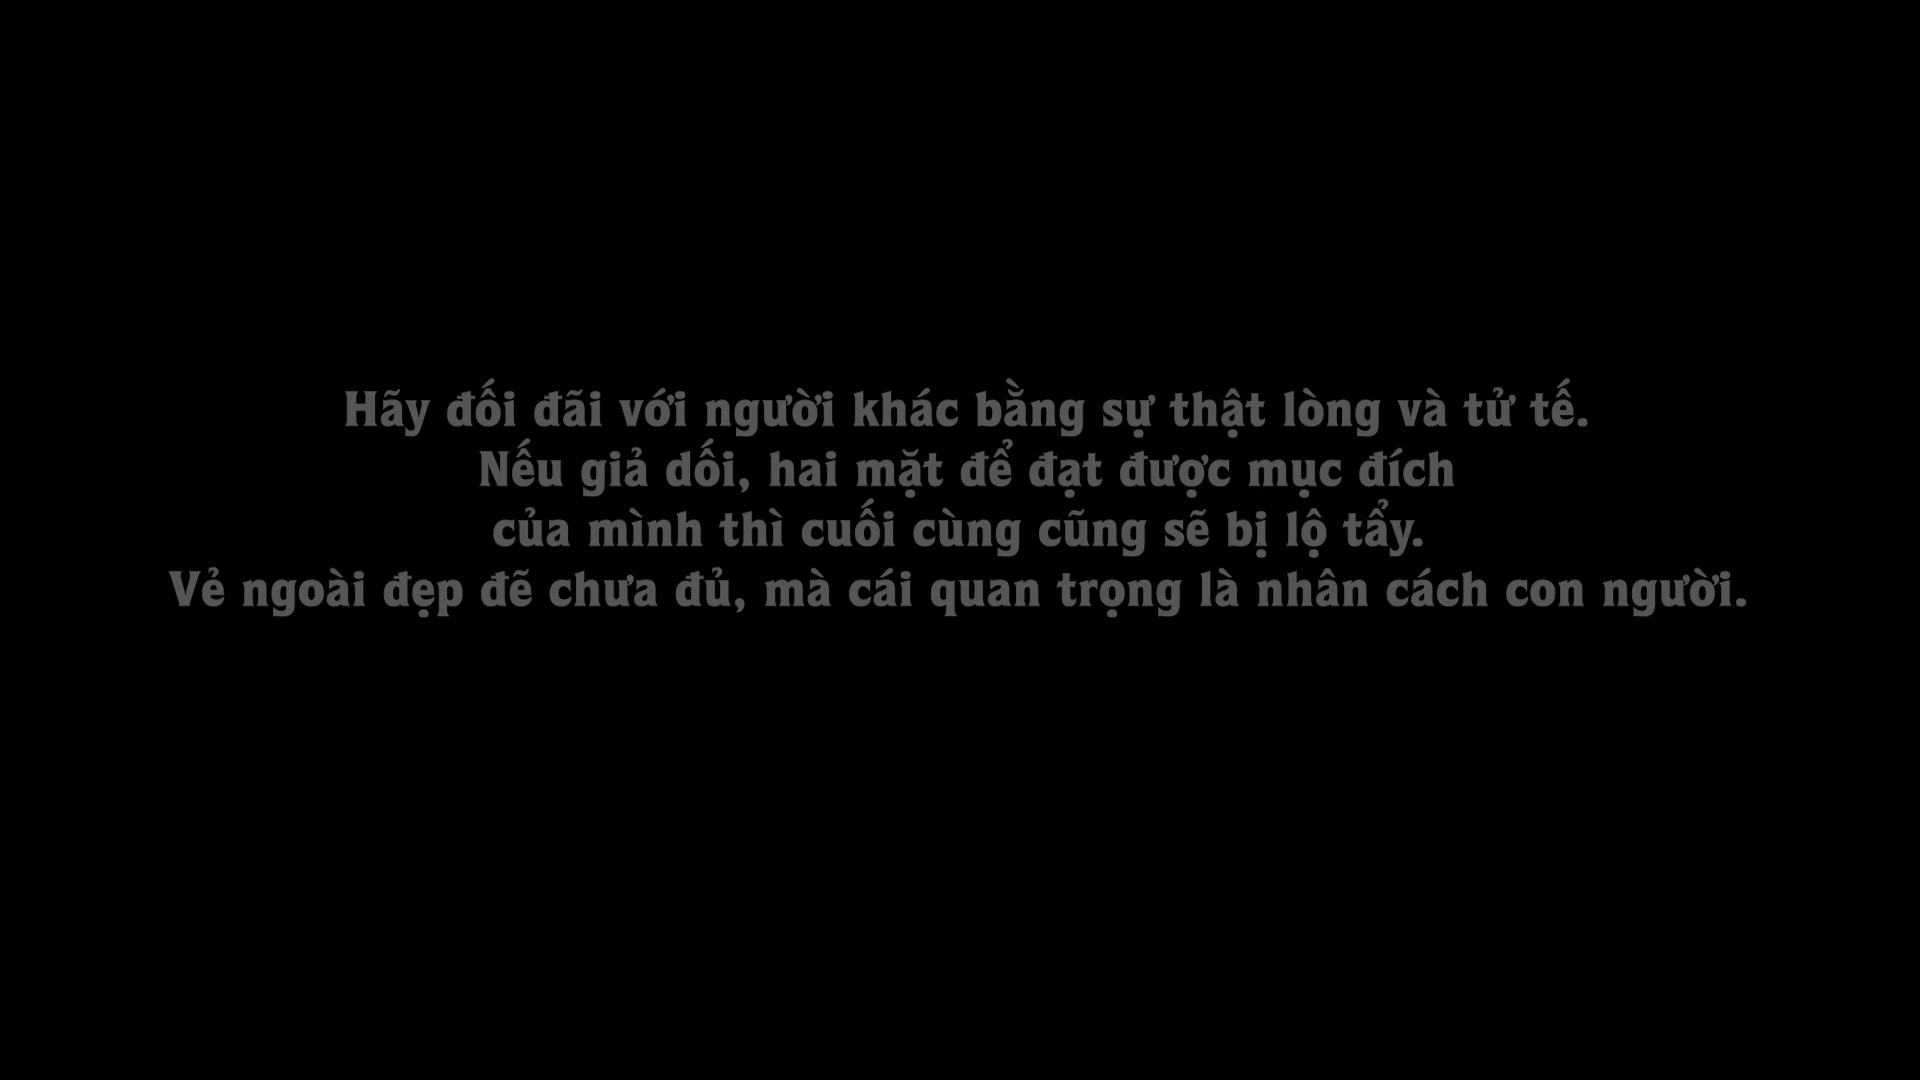 Hãy đối đãi với người khác bằng sự thật lòng và tử tế.
Nếu giả dối, hai mặt để đạt được mục đích
của mình thì cuối cùng cũng sẽ bị lộ tẩy.
Vẻ ngoài đẹp đẽ chưa đủ, mà cái quan trọng là nhân cách con người.